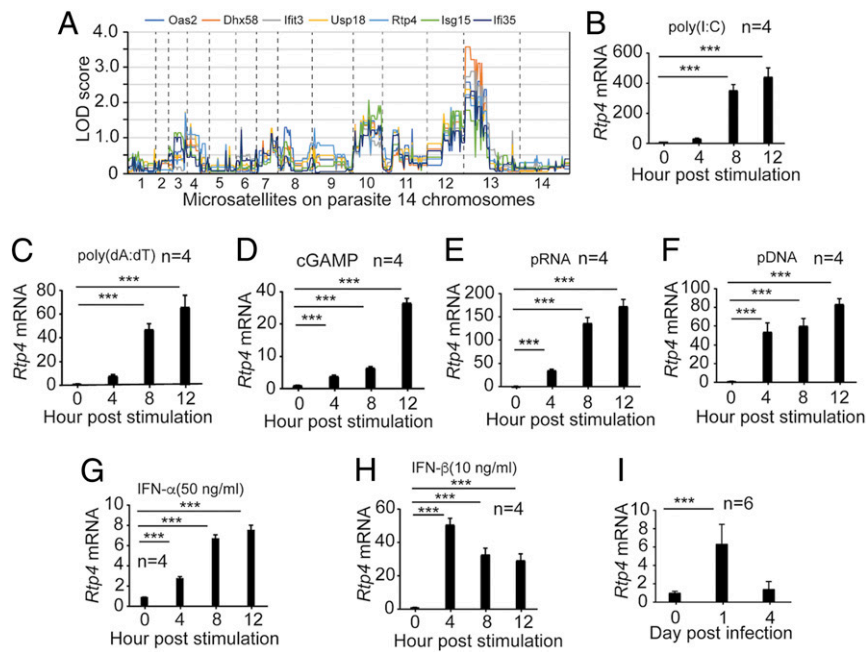 A
Oas2 Dhx58 Ifit3 Usp18 Rtp4 Isg15 Ifi35
LOD score
4.0
3.0
2.0
1.0
0
1 2 3 4 5 6 7 8 9 10 11 12 13 14
Microsatellites on parasite 14 chromosomes
B
poly(I:C) n=4
Rtp4 mRNA
600
400
200
0
***
***
0 4 8 12
Hour post stimulation
C
poly(dA:dT) n=4
Rtp4 mRNA
80
60
40
20
0
***
***
0 4 8 12
Hour post stimulation
D
cGAMP n=4
Rtp4 mRNA
40
30
20
10
0
***
***
***
0 4 8 12
Hour post stimulation
E
pRNA n=4
Rtp4 mRNA
200
150
100
50
0
***
***
***
0 4 8 12
Hour post stimulation
F
pDNA n=4
Rtp4 mRNA
100
80
60
40
20
0
***
***
***
0 4 8 12
Hour post stimulation
G
IFN-α(50 ng/ml)
Rtp4 mRNA
10
8
6
4
2
0
***
***
***
n=4
0 4 8 12
Hour post stimulation
H
IFN-β(10 ng/ml)
Rtp4 mRNA
60
40
20
0
***
***
***
n=4
0 4 8 12
Hour post stimulation
I
Rtp4 mRNA
10
8
6
4
2
0
***
n=6
0 1 4
Day post infection